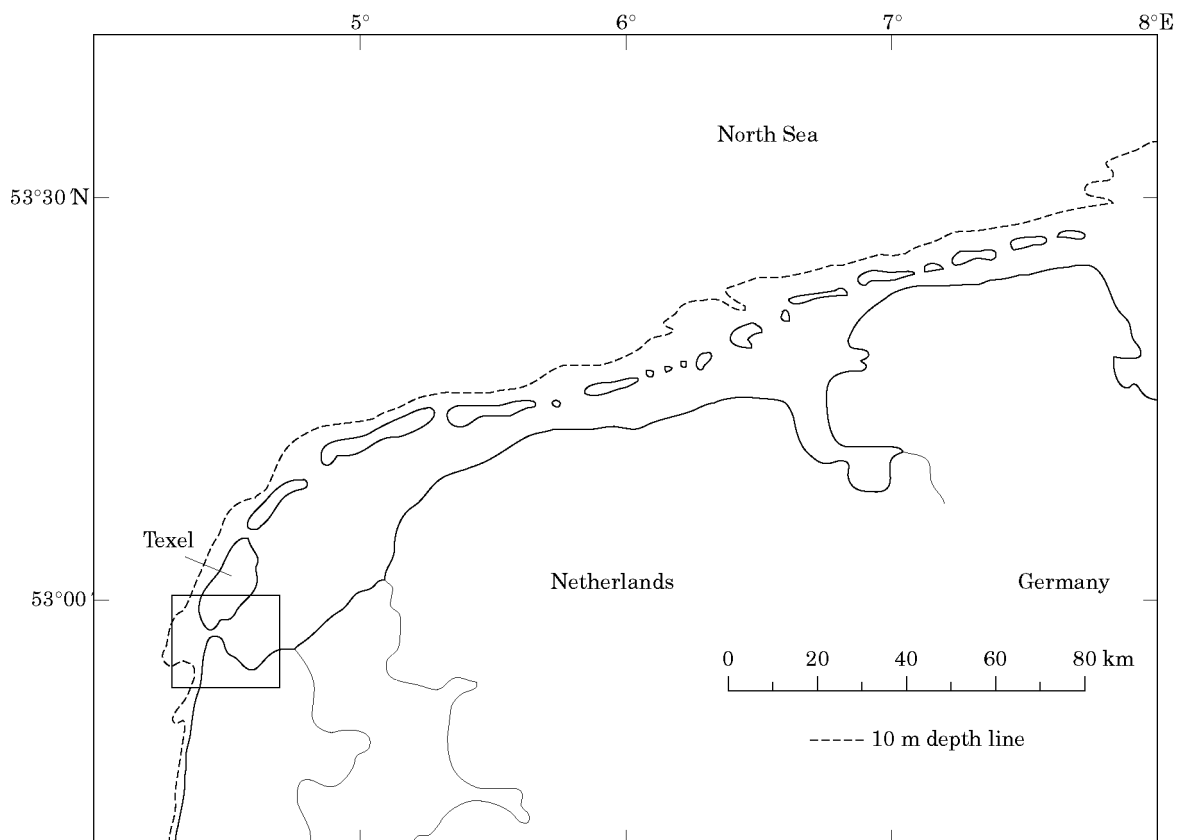 5° 6° 7° 8°E
North Sea
53°30′N
Texel
53°00′
Netherlands
Germany
0 20 40 60 80 km
10 m depth line